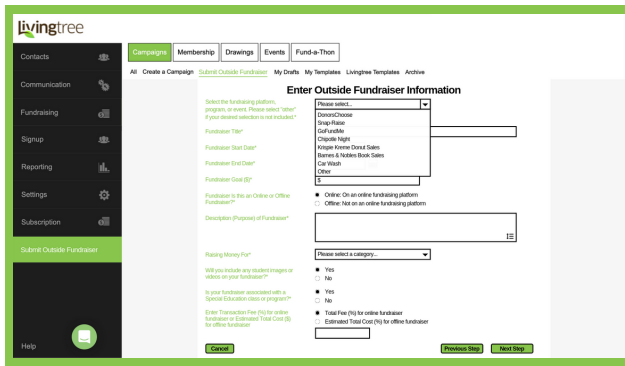 livingtree
Contacts
Communication
Fundraising
Signup
Reporting
Settings
Subscription
Submit Outside Fundraiser
Help
Campaigns Membership Drawings Events Fund-a-Thon
All Create a Campaign Submit Outside Fundraiser My Drafts My Templates Livingtree Templates Archive
Enter Outside Fundraiser Information
Select the fundraising platform,
program, or event. Please select "other"
if your desired selection is not included.*
Please select...
DonorsChoose
Snap-Raise
GoFundMe
Chipotle Night
Krispie Kreme Donut Sales
Barnes & Nobles Book Sales
Car Wash
Other
Fundraiser Title*
Fundraiser Start Date*
Fundraiser End Date*
Fundraiser Goal ($)*
$
Fundraiser Is this an Online or Offline
Fundraiser?*
Online: On an online fundraising platform
Offline: Not on an online fundraising platform
Description (Purpose) of Fundraiser*
Raising Money For*
Please select a category...
Will you include any student images or
videos on your fundraiser?*
Yes
No
Is your fundraiser associated with a
Special Education class or program?*
Yes
No
Enter Transaction Fee (%) for online
fundraiser or Estimated Total Cost ($)
for offline fundraiser
Total Fee (%) for online fundraiser
Estimated Total Cost (%) for offline fundraiser
Cancel Previous Step Next Step